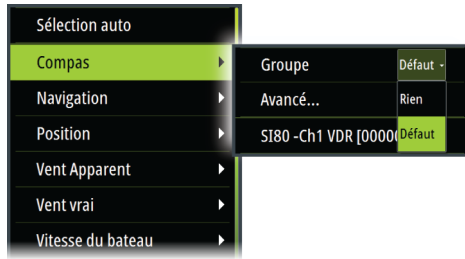 Sélection auto
Compas
Navigation
Position
Vent Apparent
Vent vrai
Vitesse du bateau
Groupe Défaut
Avancé... Rien
SI80 -Ch1 VDR [0000 Défaut